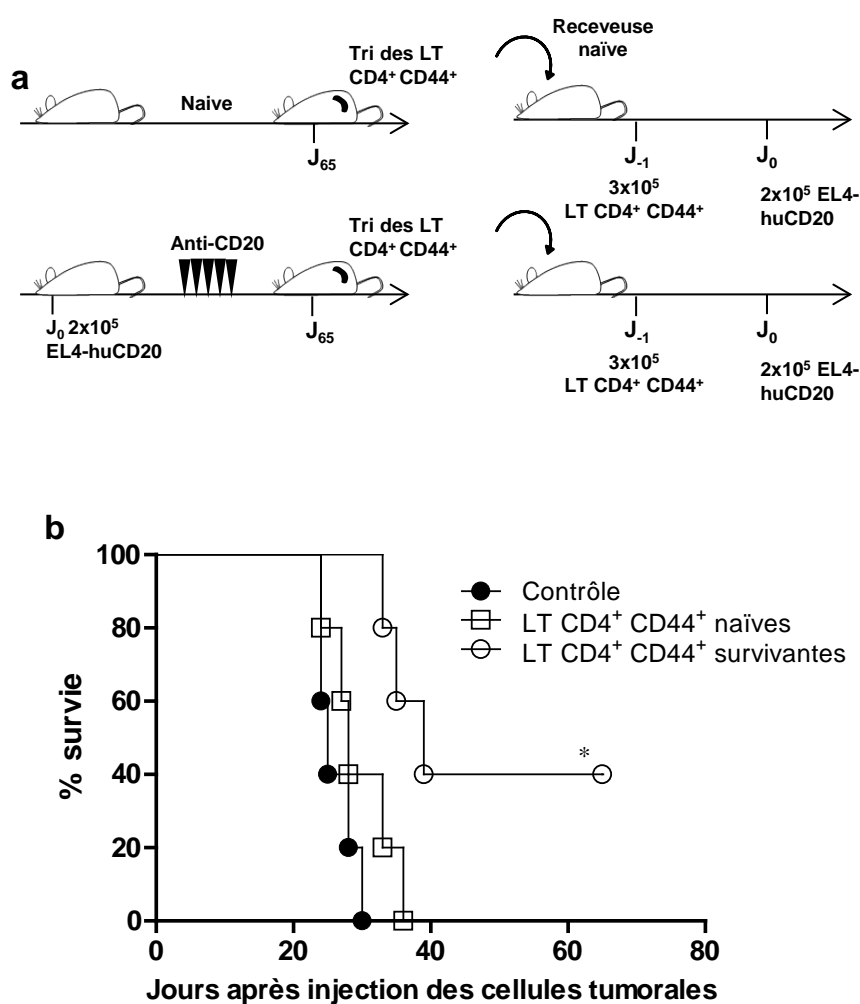 a
Naive
J65
Tri des LT
CD4+ CD44+
Receveuse
naïve
J-1
3x10⁵
LT CD4+ CD44+
J0
2x10⁵ EL4-
huCD20
J0 2x10⁵
EL4-huCD20
Anti-CD20
J65
Tri des LT
CD4+ CD44+
J-1
3x10⁵
LT CD4+ CD44+
J0
2x10⁵ EL4-
huCD20
b
% survie
100
80
60
40
20
0
0 20 40 60 80
Jours après injection des cellules tumorales
Contrôle
LT CD4+ CD44+ naïves
LT CD4+ CD44+ survivantes
*